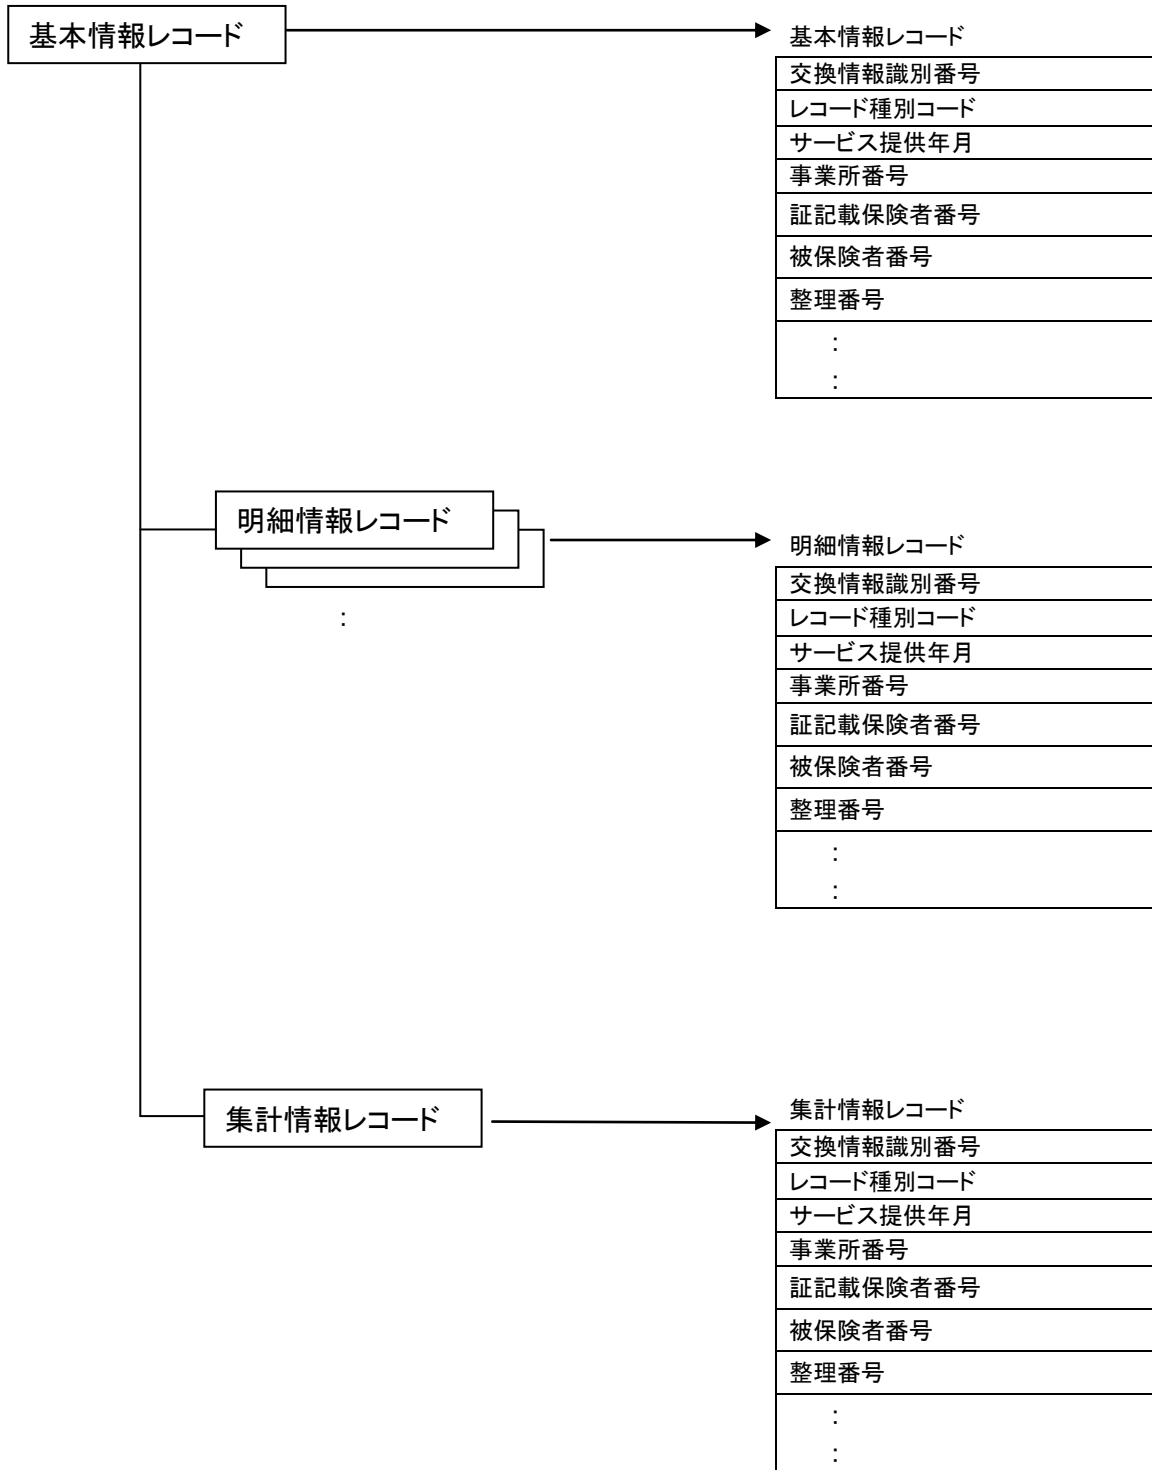 基本情報レコード
基本情報レコード
交換情報識別番号
レコード種別コード
サービス提供年月
事業所番号
証記載保険者番号
被保険者番号
整理番号
:
:
明細情報レコード
:
明細情報レコード
交換情報識別番号
レコード種別コード
サービス提供年月
事業所番号
証記載保険者番号
被保険者番号
整理番号
:
:
集計情報レコード
集計情報レコード
交換情報識別番号
レコード種別コード
サービス提供年月
事業所番号
証記載保険者番号
被保険者番号
整理番号
:
: